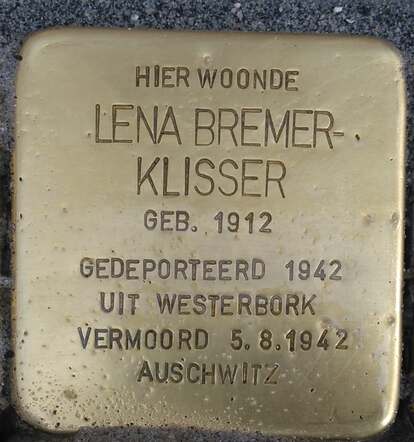 HIER WOONDE
LENA BREMER-
KLISSER
GEB. 1912
GEDEPORTEERD 1942
UIT WESTERBORK
VERMOORD 5.8.1942
AUSCHWITZ